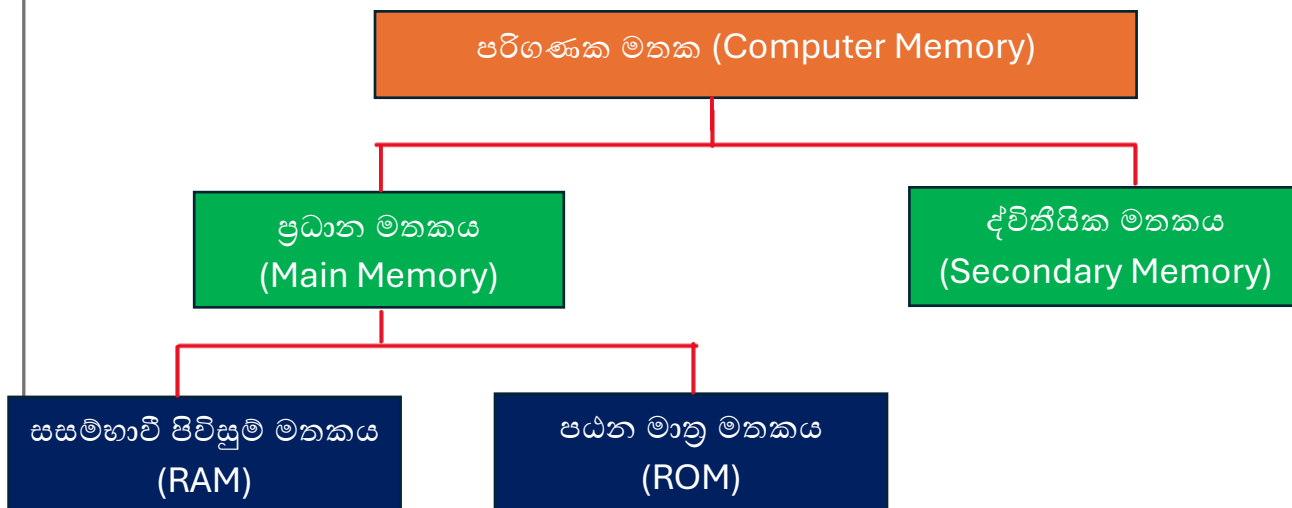 පරිගණක මතක (Computer Memory)
ප්‍රධාන මතකය
(Main Memory)
ද්විතීයික මතකය
(Secondary Memory)
සසම්භාවී පිවිසුම් මතකය
(RAM)
පඨන මාත්‍ර මතකය
(ROM)